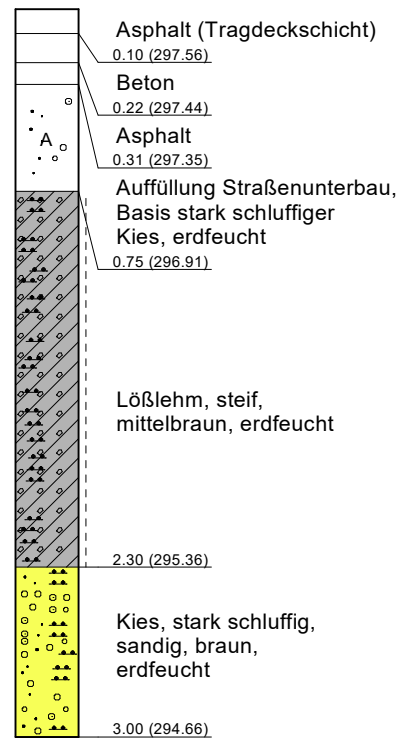 Asphalt (Tragdeckschicht)
0.10 (297.56)
Beton
0.22 (297.44)
Asphalt
0.31 (297.35)
A
Auffüllung Straßenunterbau,
Basis stark schluffiger
Kies, erdfeucht
0.75 (296.91)
Lößlehm, steif,
mittelbraun, erdfeucht
2.30 (295.36)
Kies, stark schluffig,
sandig, braun,
erdfeucht
3.00 (294.66)